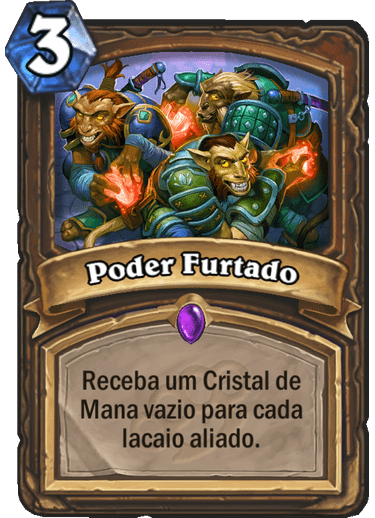 3
Poder Furtado
Receba um Cristal de
Mana vazio para cada
lacaio aliado.